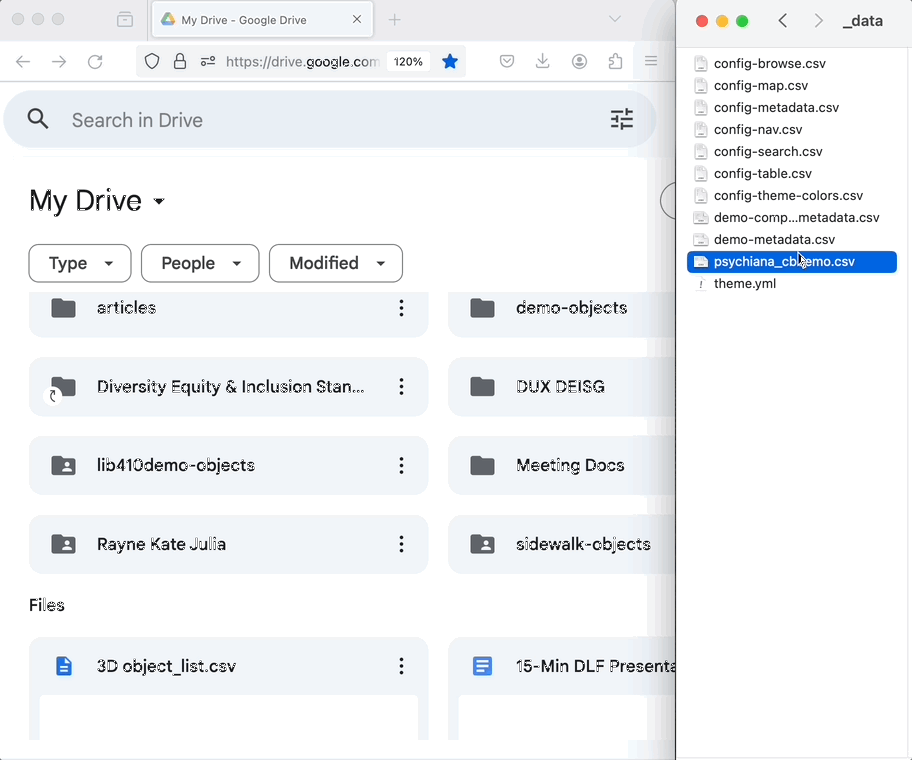 My Drive - Google Drive
https://drive.google.com
120%
Search in Drive
My Drive
Type
People
Modified
articles
demo-objects
Diversity Equity & Inclusion Stan...
DUX DEISG
lib410demo-objects
Meeting Docs
Rayne Kate Julia
sidewalk-objects
Files
3D object_list.csv
15-Min DLF Presenta
_data
config-browse.csv
config-map.csv
config-metadata.csv
config-nav.csv
config-search.csv
config-table.csv
config-theme-colors.csv
demo-comp...metadata.csv
demo-metadata.csv
psychiana_cbdemo.csv
theme.yml